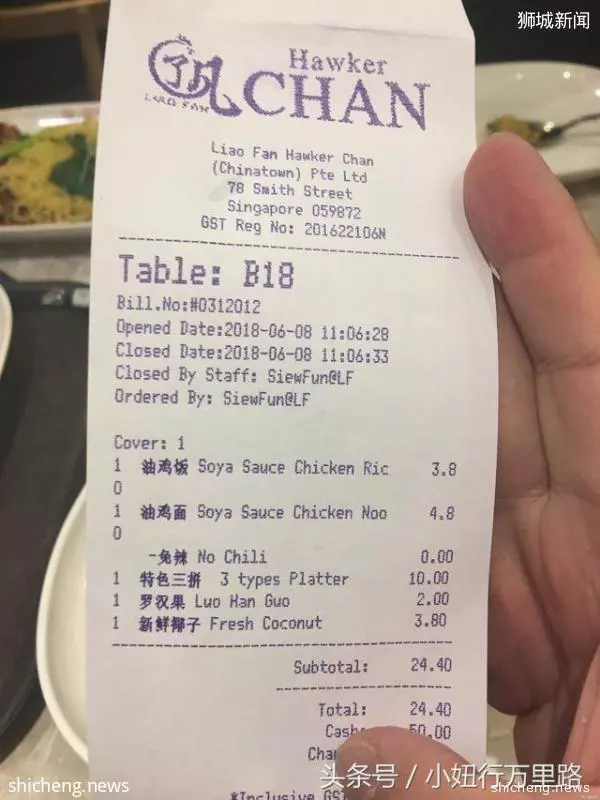 狮城新闻
了凡
LIAO FAN
Hawker
CHAN
Liao Fan Hawker Chan
(Chinatown) Pte Ltd
78 Smith Street
Singapore 059872
GST Reg No: 201622106N
Table: B18
Bill.No:#0312012
Opened Date:2018-06-08 11:06:28
Closed Date:2018-06-08 11:06:33
Closed By Staff: SiewFun@LF
Ordered By: SiewFun@LF
Cover: 1
1 油鸡饭 Soya Sauce Chicken Ric 3.8
0
1 油鸡面 Soya Sauce Chicken Noo 4.8
0
-免辣 No Chili 0.00
1 特色三拼 3 types Platter 10.00
1 罗汉果 Luo Han Guo 2.00
1 新鲜椰子 Fresh Coconut 3.80
Subtotal: 24.40
Total: 24.40
Cash 50.00
头条号 / 小妞行万里路
shicheng.news
shicheng.news
*Inclusive GST